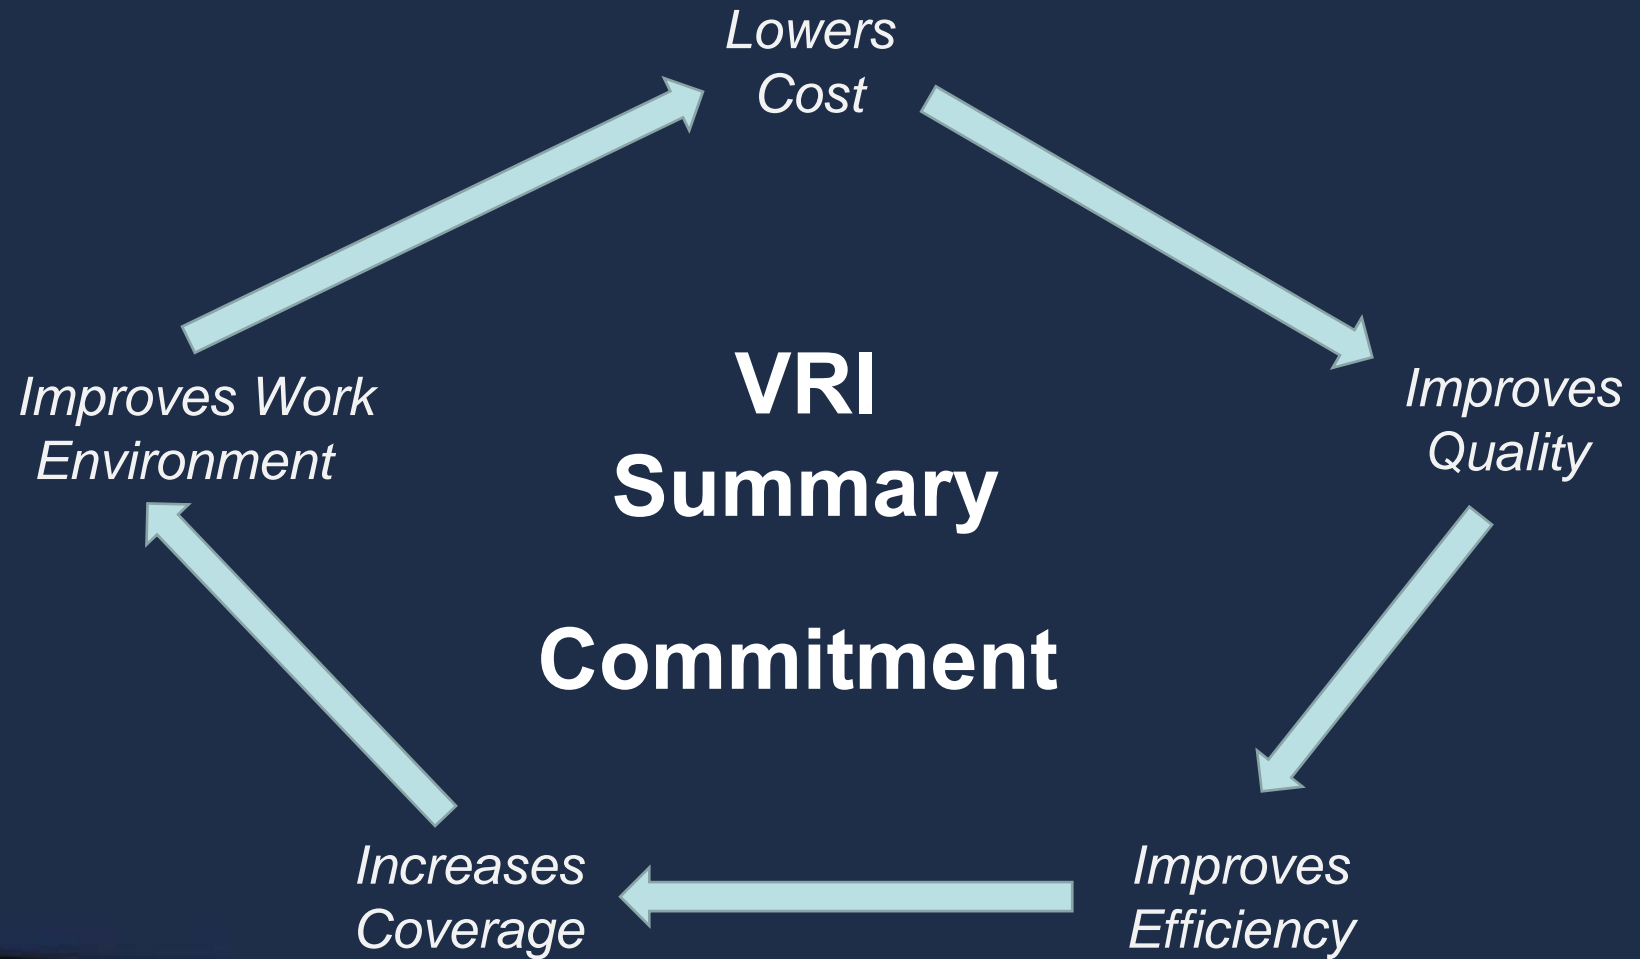 Lowers
Cost
Improves
Quality
Improves
Efficiency
Increases
Coverage
Improves Work
Environment
VRI
Summary
Commitment